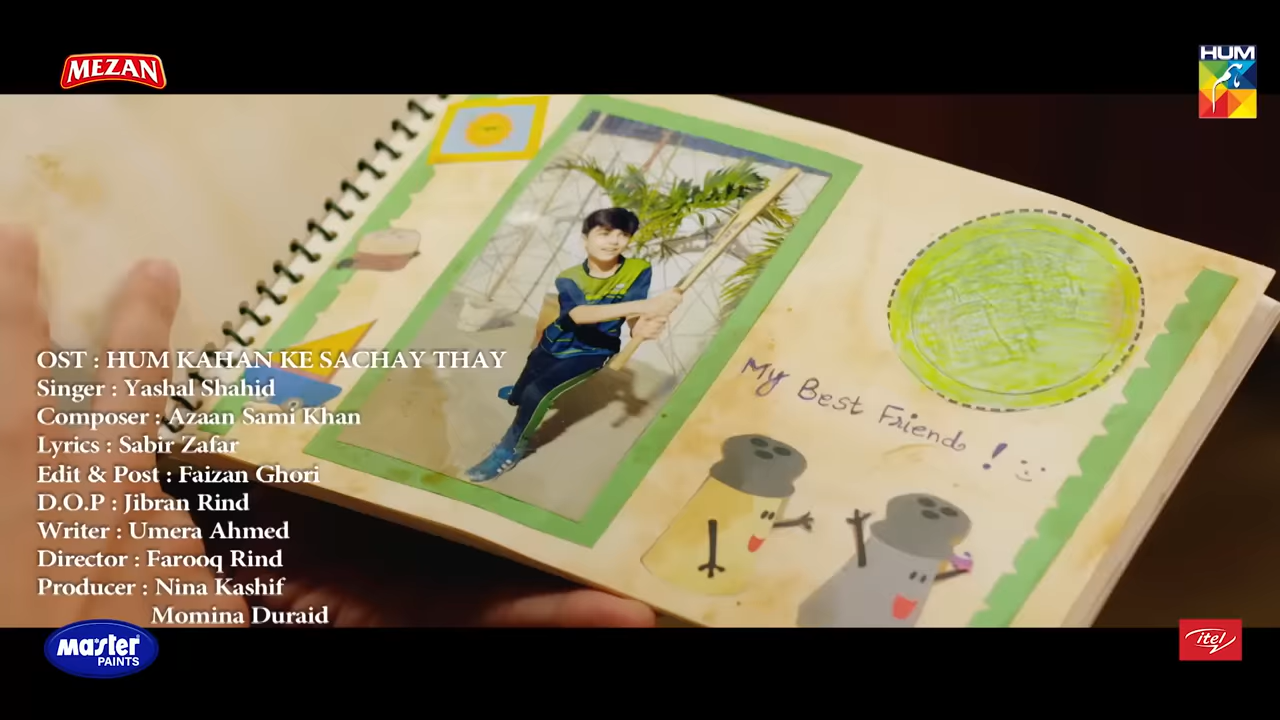 MEZAN
HUM
OST : HUM KAHAN KE SACHAY THAY
Singer : Yashal Shahid
Composer : Azaan Sami Khan
Lyrics : Sabir Zafar
Edit & Post : Faizan Ghori
D.O.P : Jibran Rind
Writer : Umera Ahmed
Director : Farooq Rind
Producer : Nina Kashif
Momina Duraid
My Best Friend !
Master
PAINTS
itel